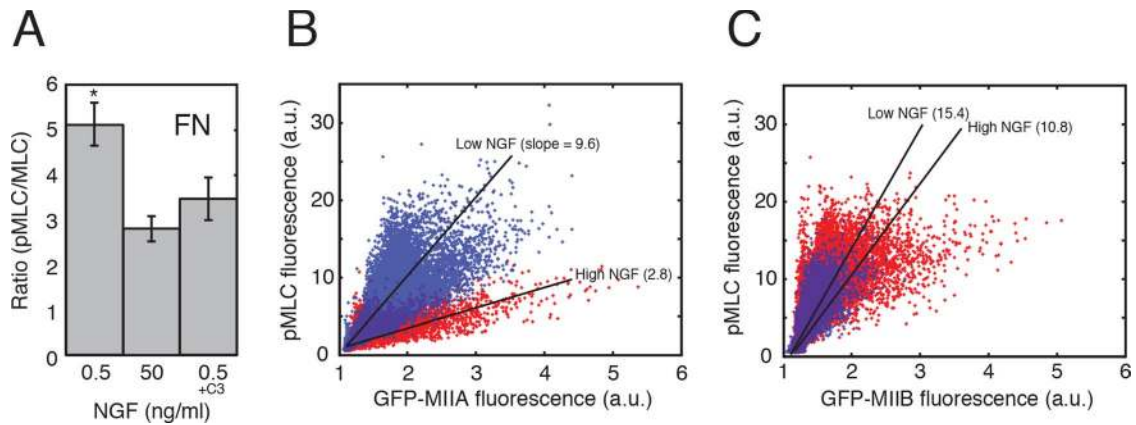 A
Ratio (pMLC/MLC)
6
5
4
3
2
1
0
*
FN
0.5
50
0.5
+C3
NGF (ng/ml)
B
pMLC fluorescence (a.u.)
30
20
10
0
Low NGF (slope = 9.6)
High NGF (2.8)
1
2
3
4
5
6
GFP-MIIA fluorescence (a.u.)
C
pMLC fluorescence (a.u.)
30
20
10
0
Low NGF (15.4)
High NGF (10.8)
1
2
3
4
5
6
GFP-MIIB fluorescence (a.u.)